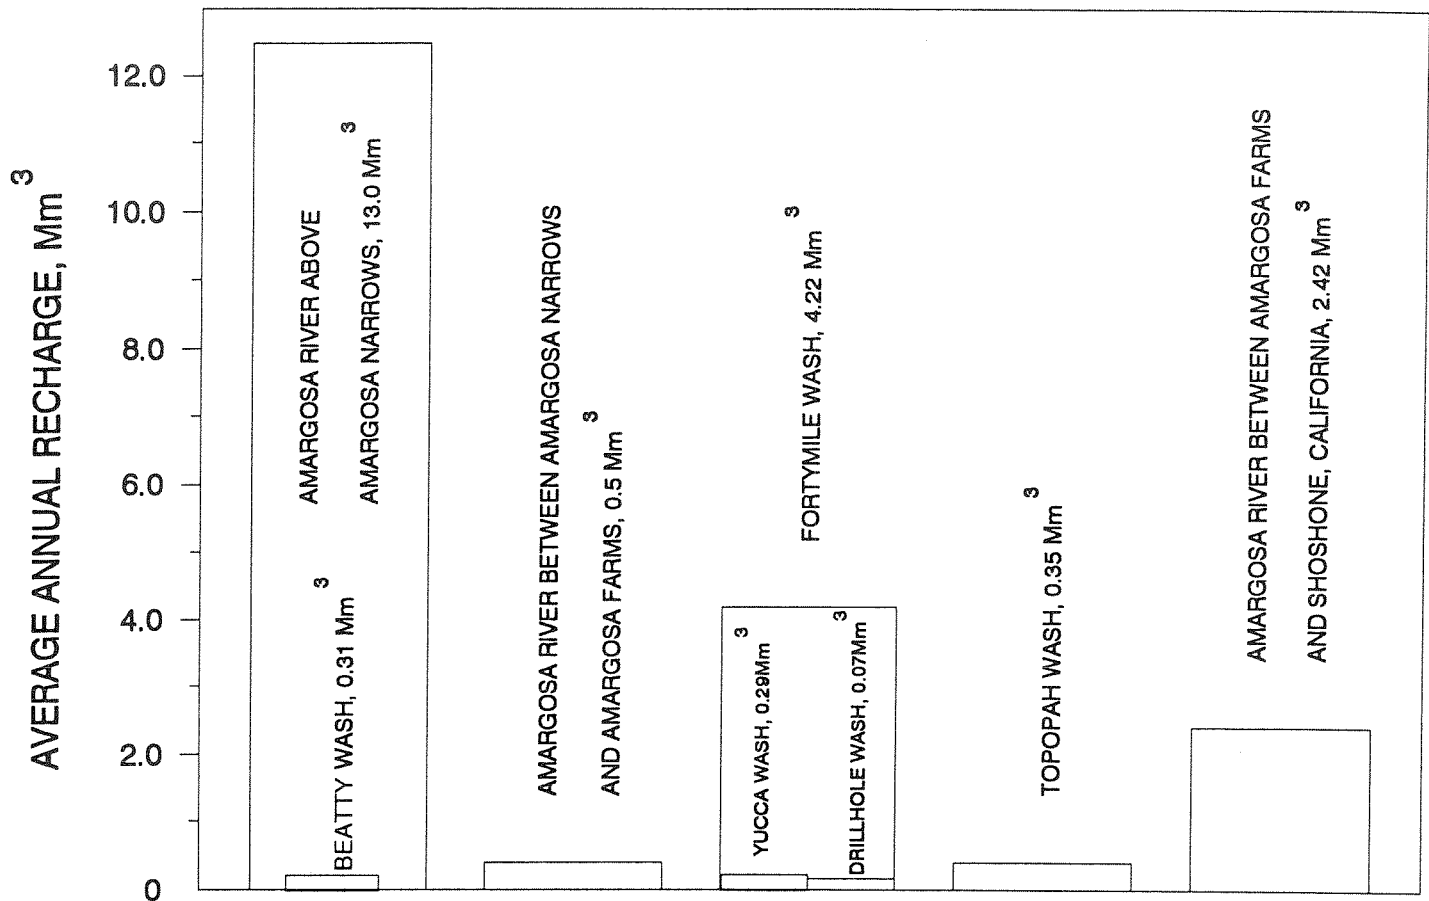 AVERAGE ANNUAL RECHARGE, Mm³
12.0
10.0
8.0
6.0
4.0
2.0
0
AMARGOSA RIVER ABOVE
AMARGOSA NARROWS, 13.0 Mm³
BEATTY WASH, 0.31 Mm³
AMARGOSA RIVER BETWEEN AMARGOSA NARROWS
AND AMARGOSA FARMS, 0.5 Mm³
FORTYMILE WASH, 4.22 Mm³
YUCCA WASH, 0.29Mm³
DRILLHOLE WASH, 0.07Mm³
TOPOPAH WASH, 0.35 Mm³
AMARGOSA RIVER BETWEEN AMARGOSA FARMS
AND SHOSHONE, CALIFORNIA, 2.42 Mm³